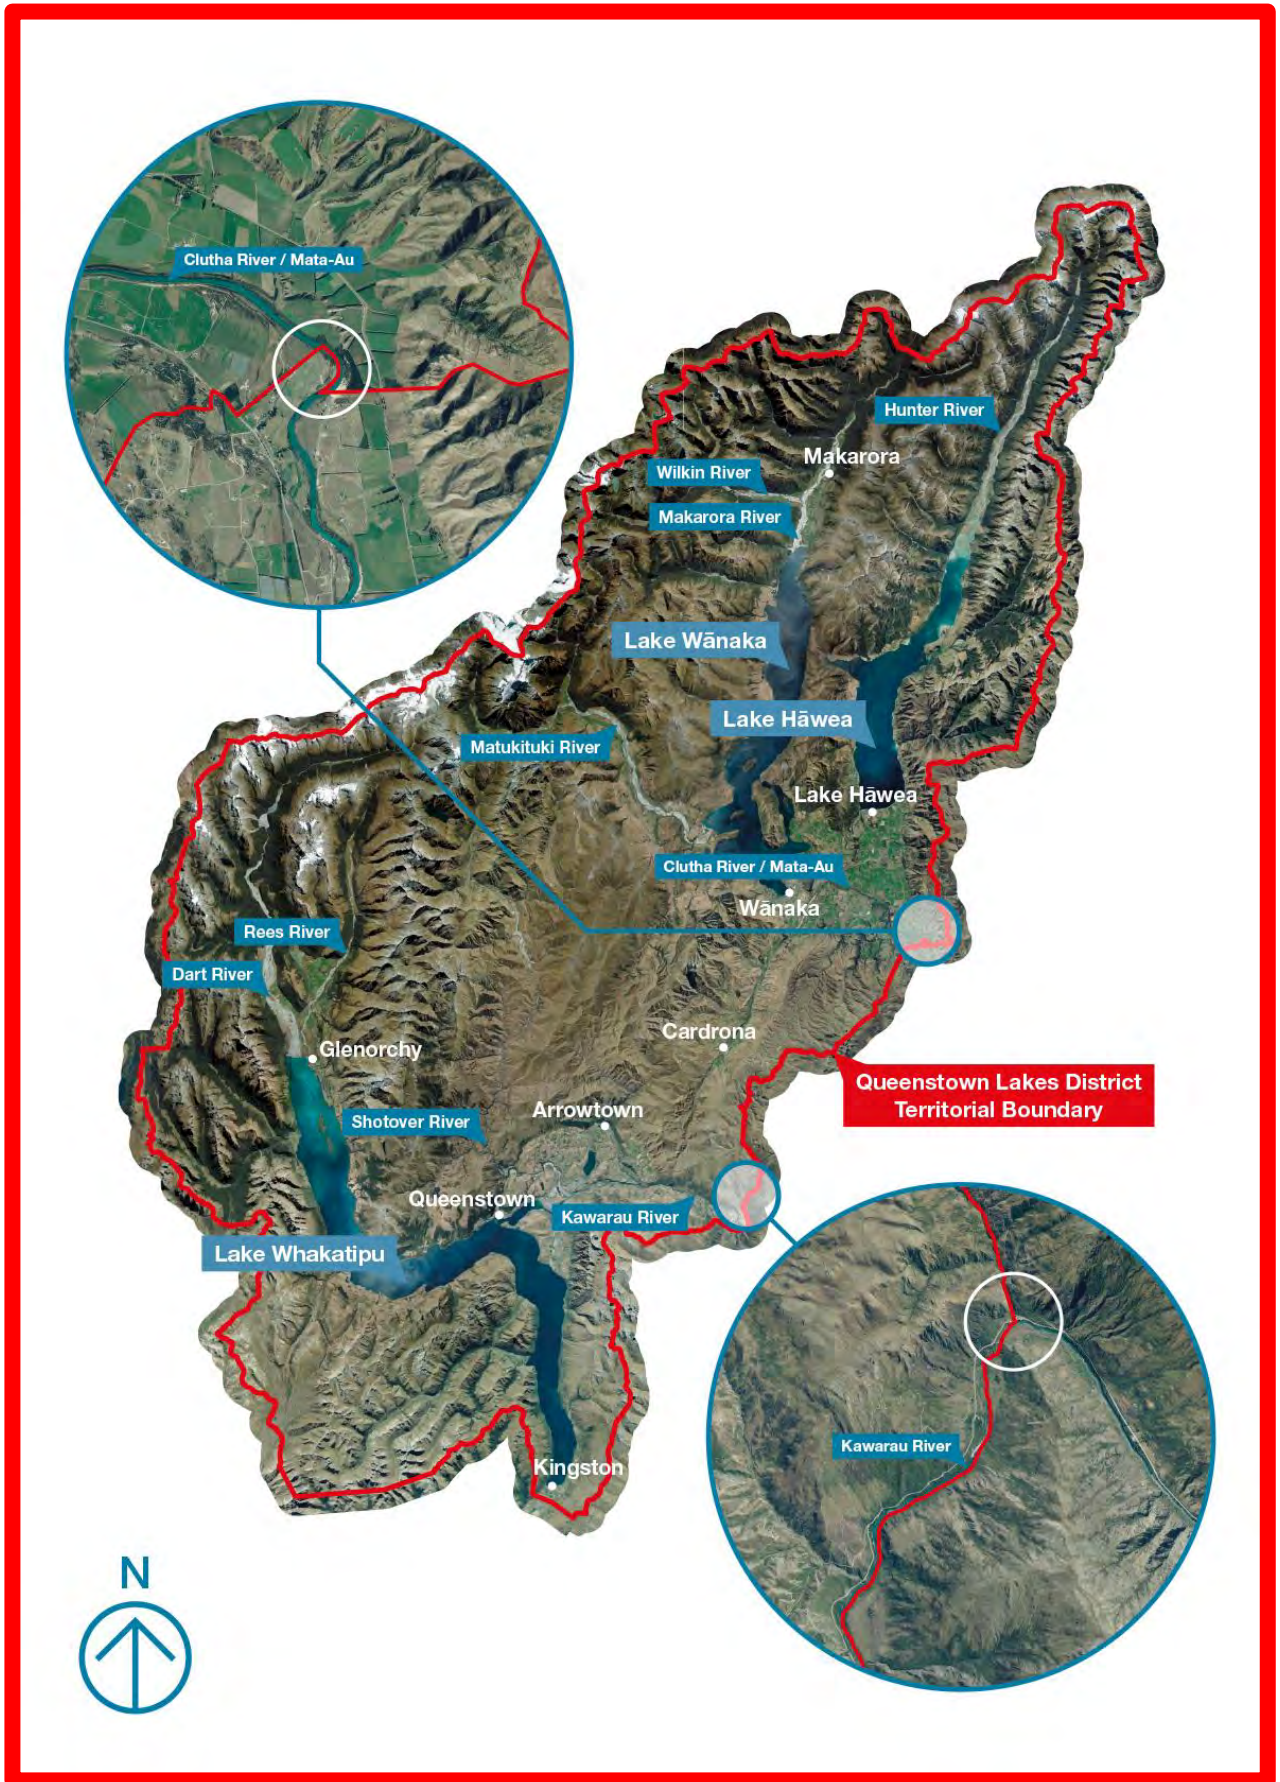 Clutha River / Mata-Au
Hunter River
Makarora
Wilkin River
Makarora River
Lake Wānaka
Lake Hāwea
Matukituki River
Lake Hāwea
Clutha River / Mata-Au
Wānaka
Rees River
Dart River
Cardrona
Glenorchy
Queenstown Lakes District
Territorial Boundary
Arrowtown
Shotover River
Queenstown
Kawarau River
Lake Whakatipu
Kawarau River
Kingston
N